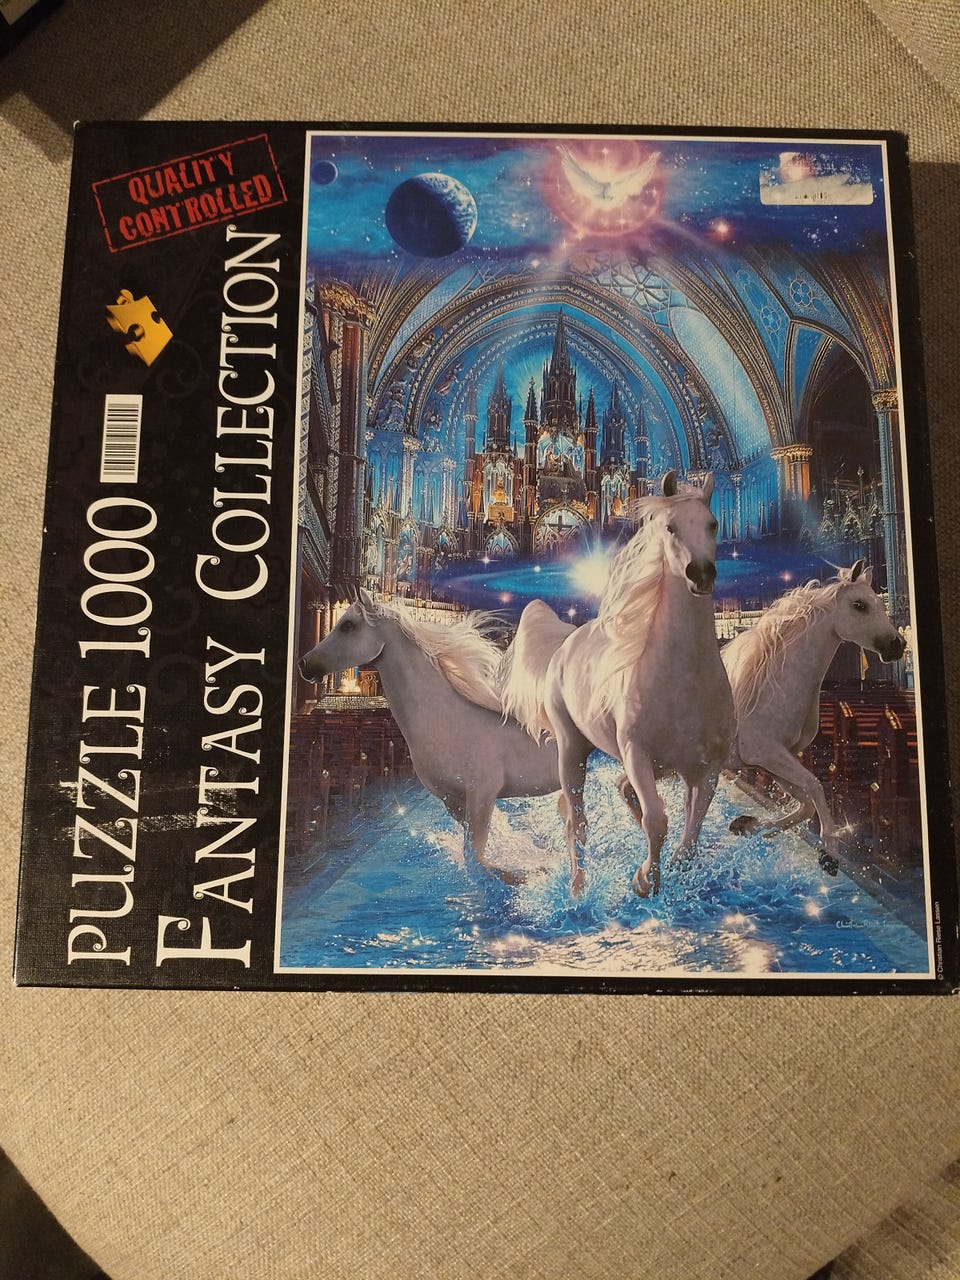 QUALITY
CONTROLLED
PUZZLE 1000
FANTASY COLLECTION
© Christian Riese Lassen